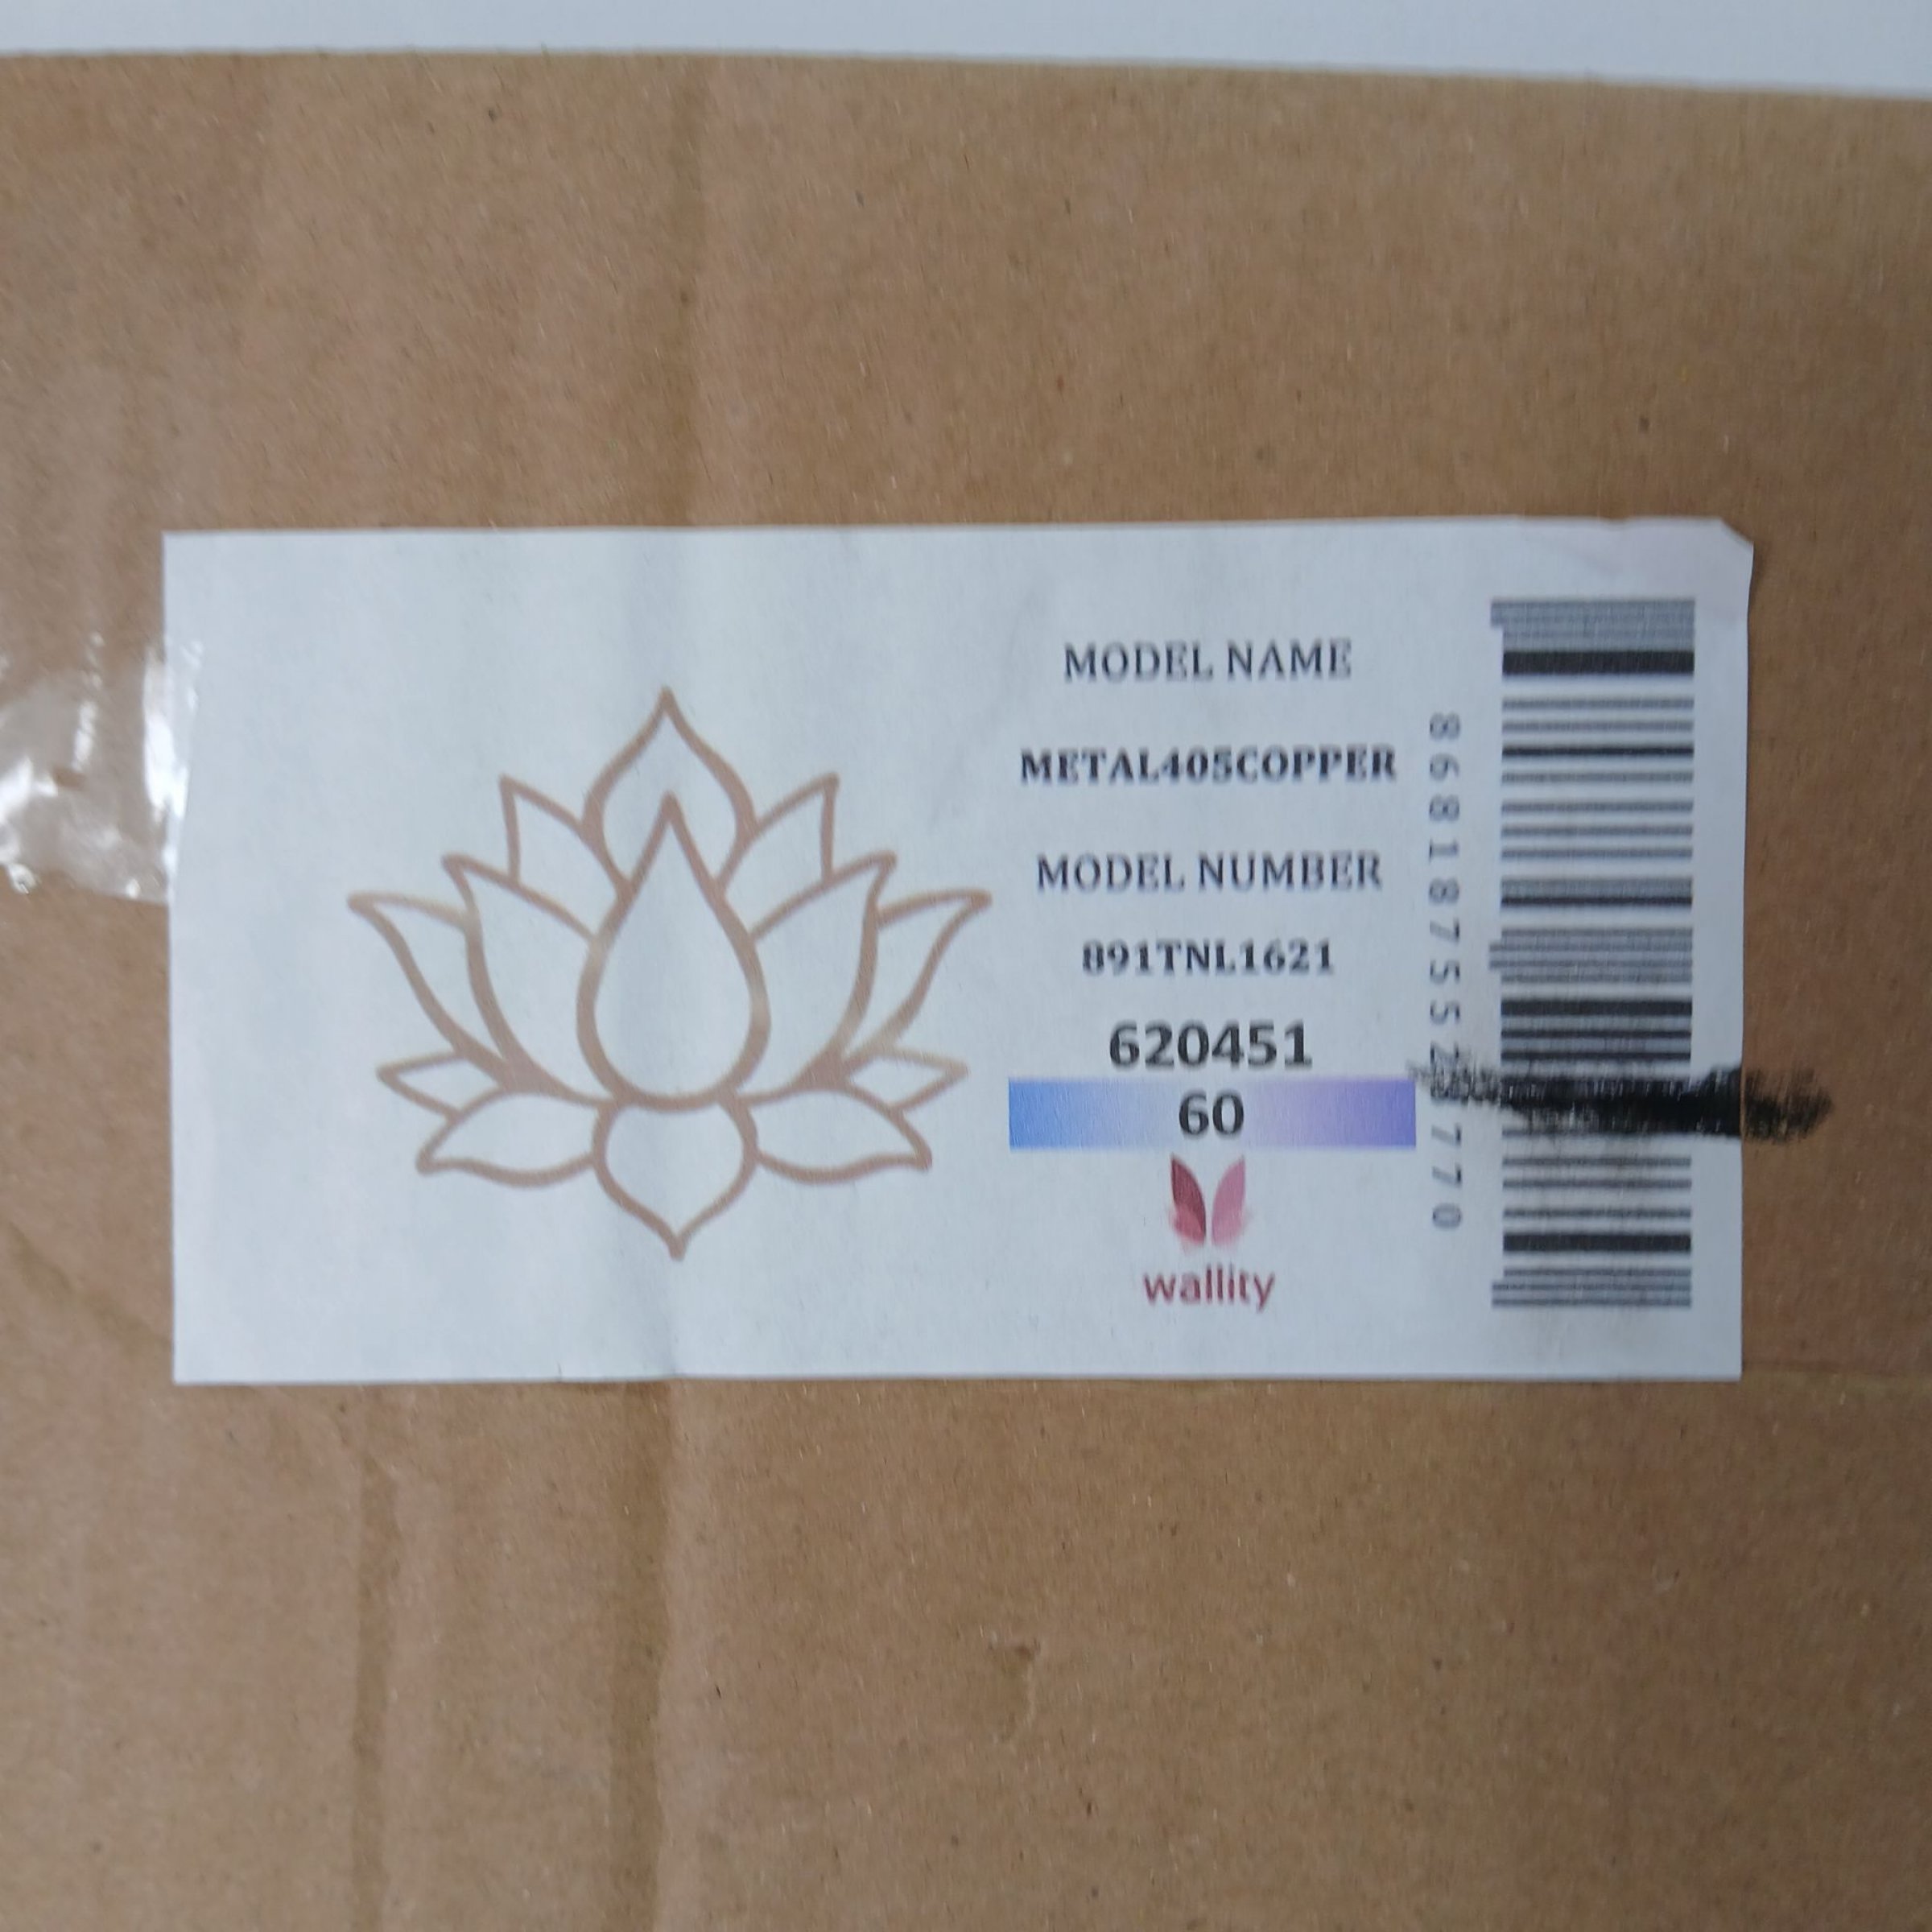 MODEL NAME
METAL405COPPER
MODEL NUMBER
891TNL1621
620451
60
wallity